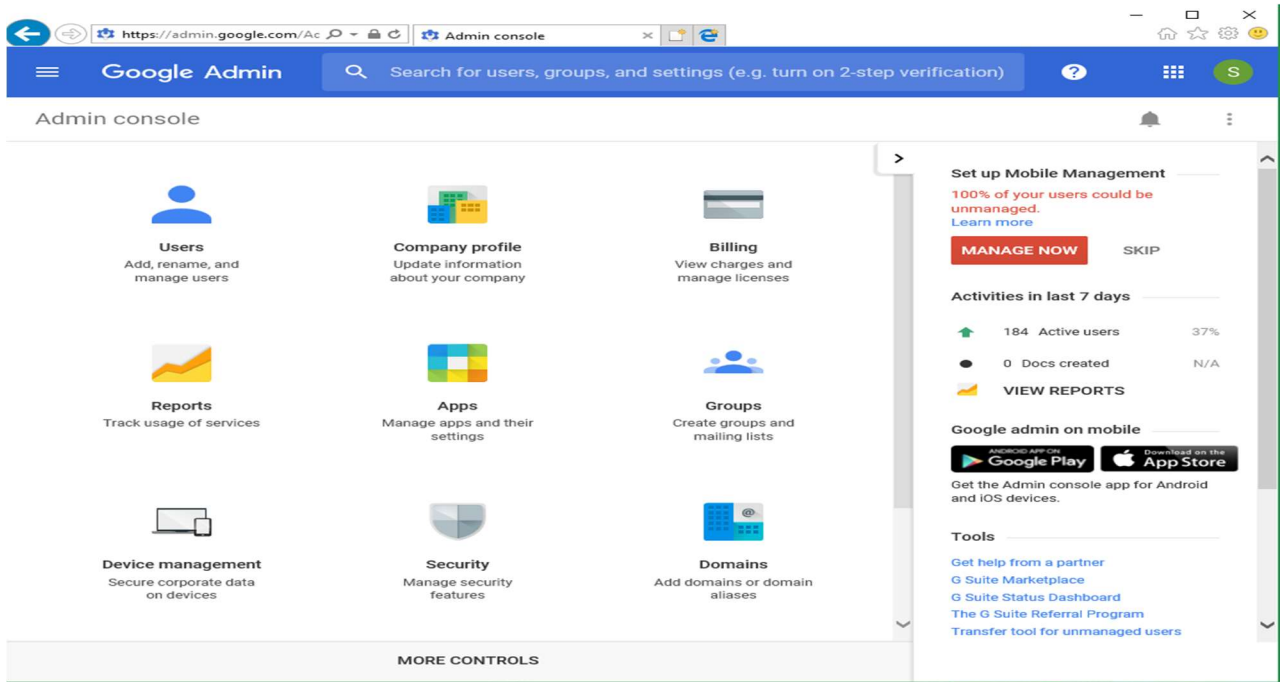 https://admin.google.com/Ac
Admin console
Google Admin
Search for users, groups, and settings (e.g. turn on 2-step verification)
?
S
Admin console
Users
Add, rename, and
manage users
Company profile
Update information
about your company
Billing
View charges and
manage licenses
Reports
Track usage of services
Apps
Manage apps and their
settings
Groups
Create groups and
mailing lists
Device management
Secure corporate data
on devices
Security
Manage security
features
@
Domains
Add domains or domain
aliases
MORE CONTROLS
Set up Mobile Management
100% of your users could be
unmanaged.
Learn more
MANAGE NOW SKIP
Activities in last 7 days
184 Active users 37%
0 Docs created N/A
VIEW REPORTS
Google admin on mobile
ANDROID APP ON
Google Play
Download on the
App Store
Get the Admin console app for Android
and iOS devices.
Tools
Get help from a partner
G Suite Marketplace
G Suite Status Dashboard
The G Suite Referral Program
Transfer tool for unmanaged users